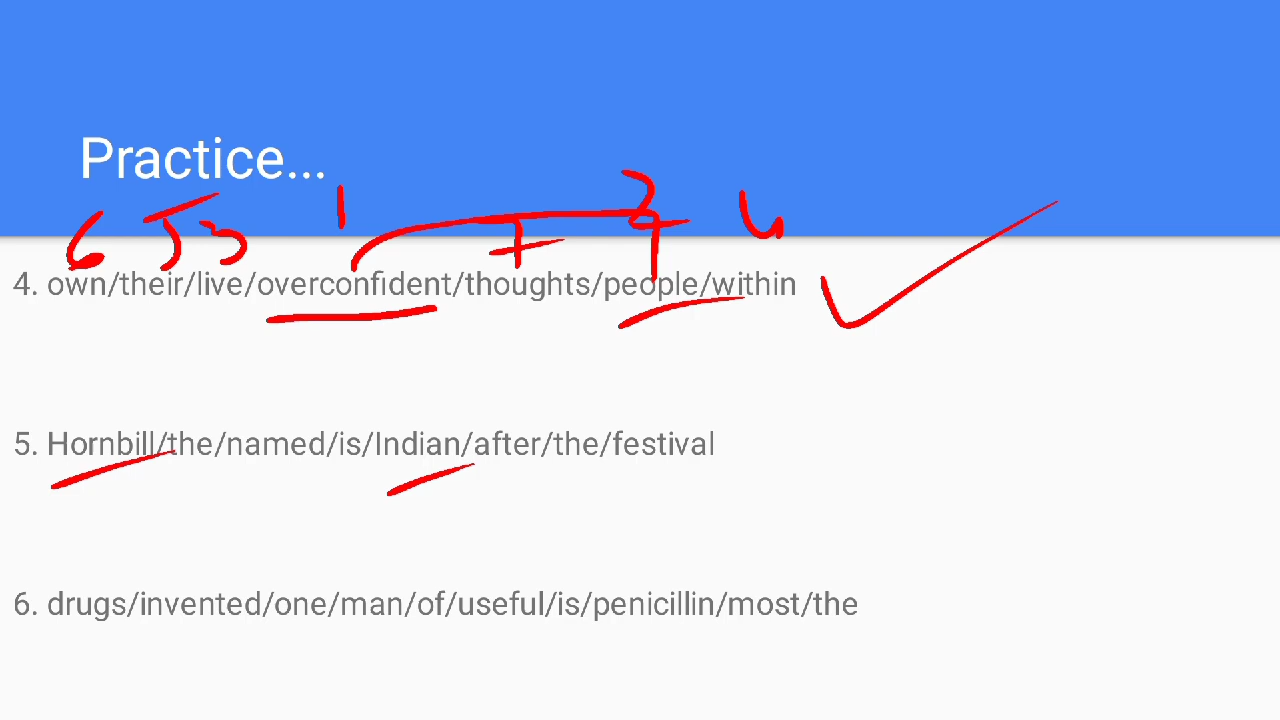 Practice...
6 5 3 1 7 2 4
4. own/their/live/overconfident/thoughts/people/within
5. Hornbill/the/named/is/Indian/after/the/festival
6. drugs/invented/one/man/of/useful/is/penicillin/most/the